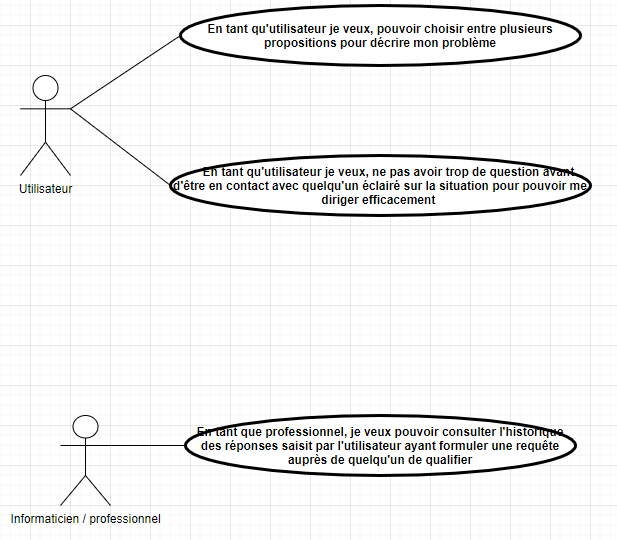 En tant qu'utilisateur je veux, pouvoir choisir entre plusieurs
propositions pour décrire mon problème
Utilisateur
En tant qu'utilisateur je veux, ne pas avoir trop de question avant
d'être en contact avec quelqu'un éclairé sur la situation pour pouvoir me
diriger efficacement
En tant que professionnel, je veux pouvoir consulter l'historique
des réponses saisit par l'utilisateur ayant formuler une requête
auprès de quelqu'un de qualifier
Informaticien / professionnel